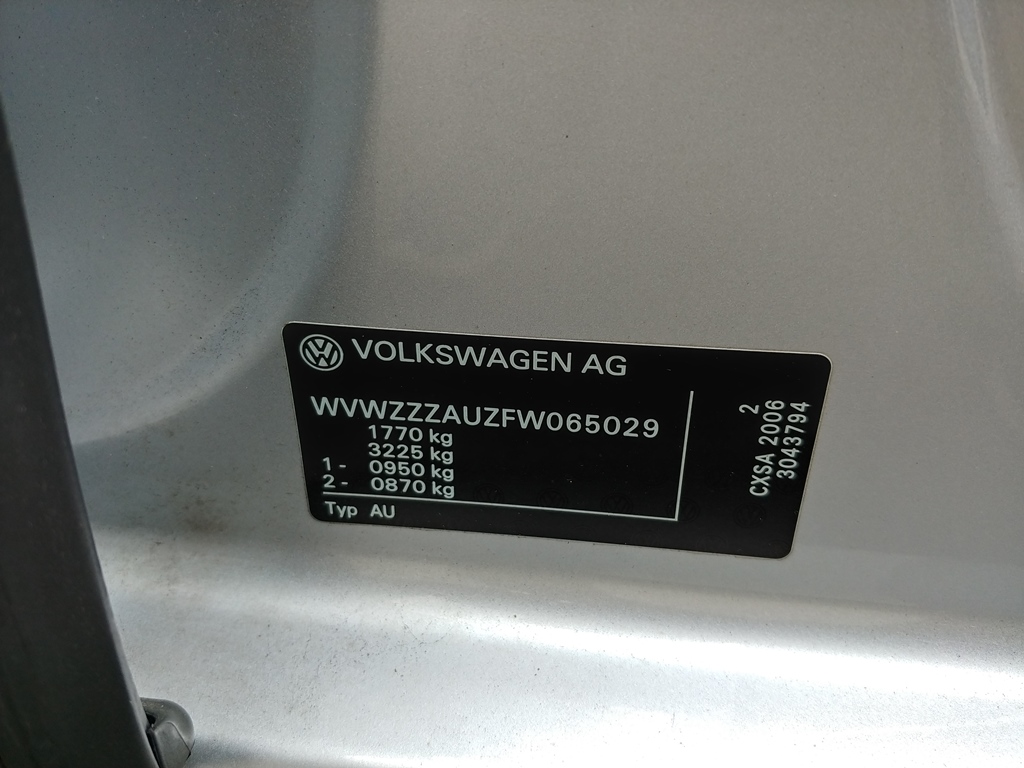 VOLKSWAGEN AG
WVWZZZAUZFW065029
1770 kg
3225 kg
1 - 0950 kg
2 - 0870 kg
Typ AU
2
CXSA 2006
3043794